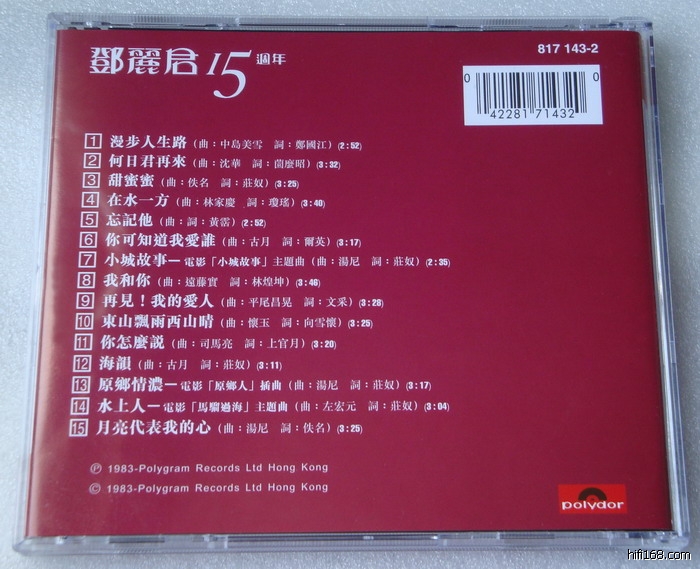 鄧麗君15週年
817 143-2
0 42281 71432 0
1 漫步人生路(曲:中島美雪 詞:鄭國江)(2:52)
2 何日君再來(曲:沈華 詞:蘭麼昭)(3:32)
3 甜蜜蜜(曲:佚名 詞:莊奴)(3:25)
4 在水一方(曲:林家慶 詞:瓊瑤)(3:40)
5 忘記他(曲:詞:黃霑)(2:52)
6 你可知道我愛誰(曲:古月 詞:爾英)(3:17)
7 小城故事—電影「小城故事」主題曲(曲:湯尼 詞:莊奴)(2:35)
8 我和你(曲:遠藤實 詞:林煌坤)(3:46)
9 再見!我的愛人(曲:平尾昌晃 詞:文采)(3:28)
10 東山飄雨西山晴(曲:懷玉 詞:向雪懷)(3:25)
11 你怎麼說(曲:司馬亮 詞:上官月)(3:20)
12 海韻(曲:古月 詞:莊奴)(3:11)
13 原鄉情濃—電影「原鄉人」插曲(曲:湯尼 詞:莊奴)(3:17)
14 水上人—電影「馬騮過海」主題曲(曲:左宏元 詞:莊奴)(3:04)
15 月亮代表我的心(曲:湯尼 詞:佚名)(3:25)
℗ 1983-Polygram Records Ltd Hong Kong
© 1983-Polygram Records Ltd Hong Kong
polydor
hifi168.com